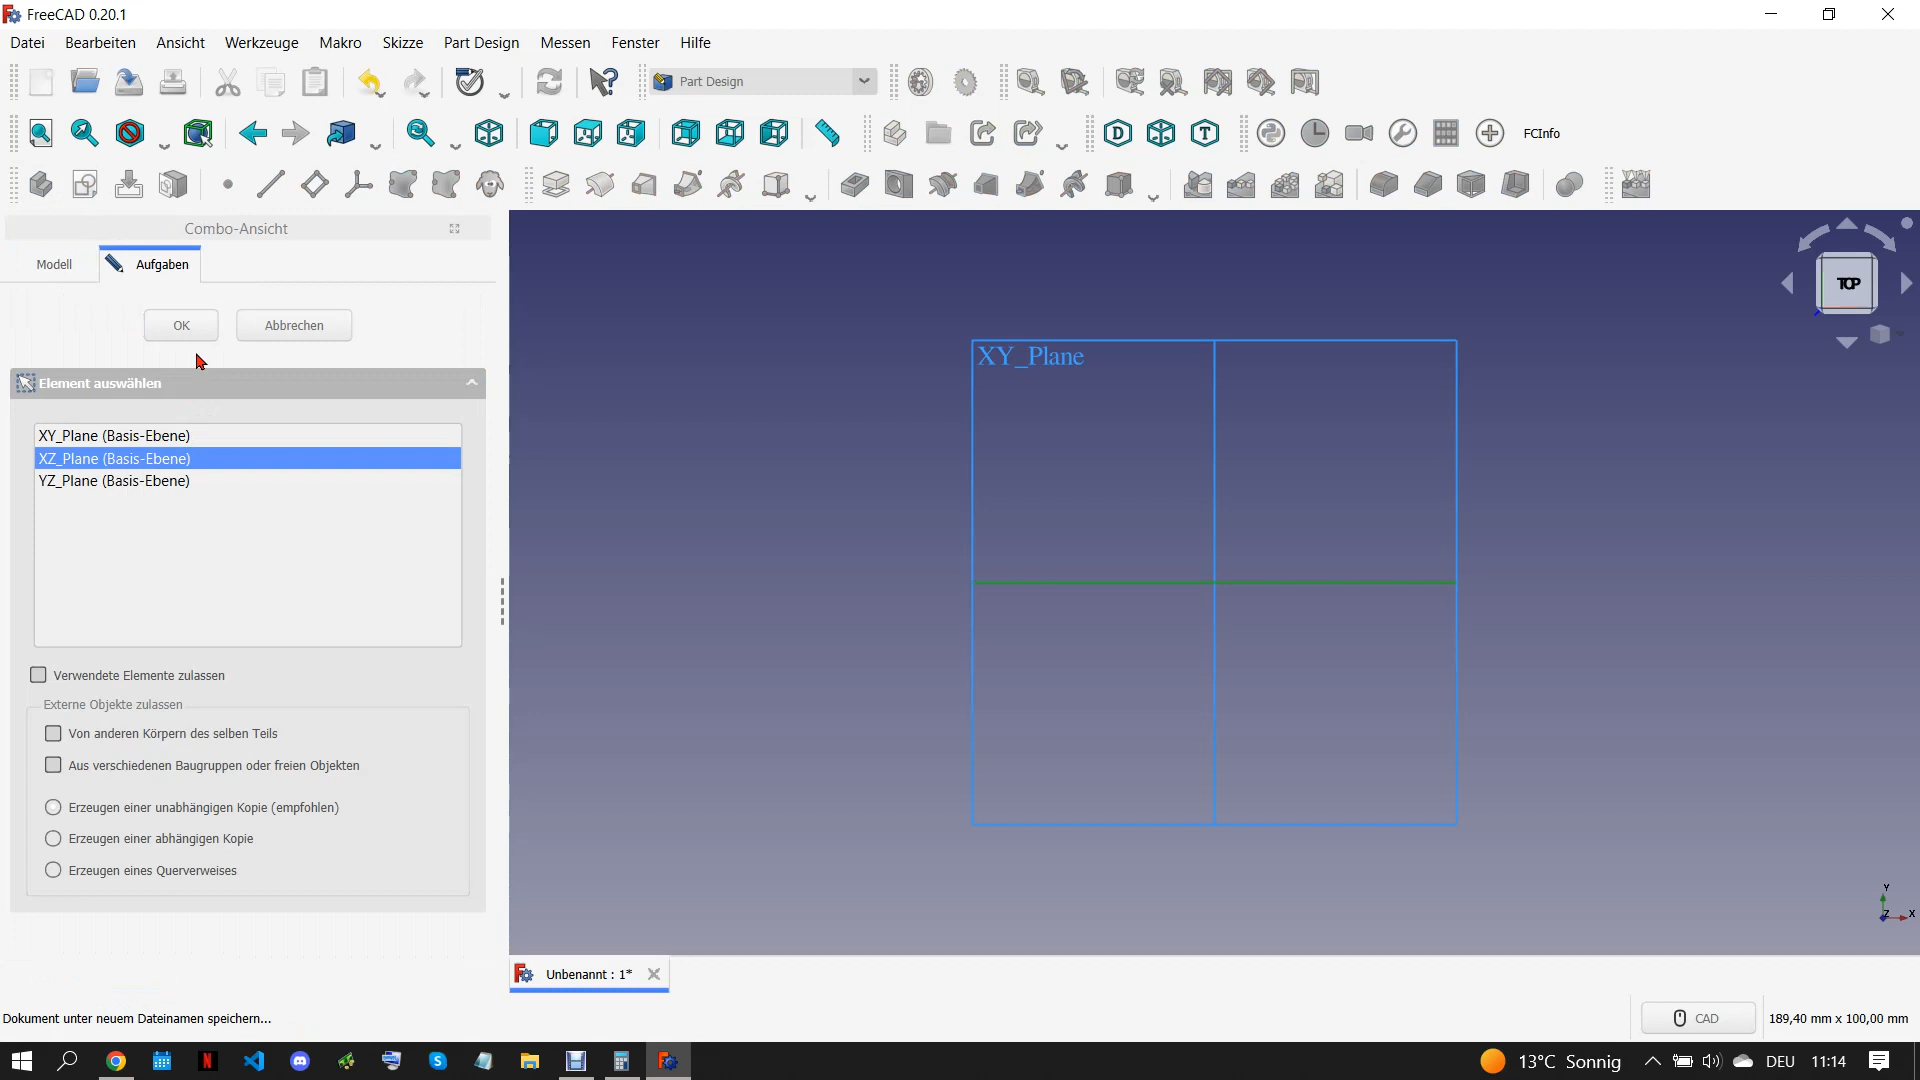 FreeCAD 0.20.1
Datei Bearbeiten Ansicht Werkzeuge Makro Skizze Part Design Messen Fenster Hilfe
Part Design
D T FCInfo
Combo-Ansicht
Modell Aufgaben
OK Abbrechen
Element auswählen
XY_Plane (Basis-Ebene)
XZ_Plane (Basis-Ebene)
YZ_Plane (Basis-Ebene)
Verwendete Elemente zulassen
Externe Objekte zulassen
Von anderen Körpern des selben Teils
Aus verschiedenen Baugruppen oder freien Objekten
Erzeugen einer unabhängigen Kopie (empfohlen)
Erzeugen einer abhängigen Kopie
Erzeugen eines Querverweises
XY_Plane
TOP
Y
Z X
Unbenannt : 1*
Dokument unter neuem Dateinamen speichern...
CAD 189,40 mm x 100,00 mm
13°C Sonnig DEU 11:14